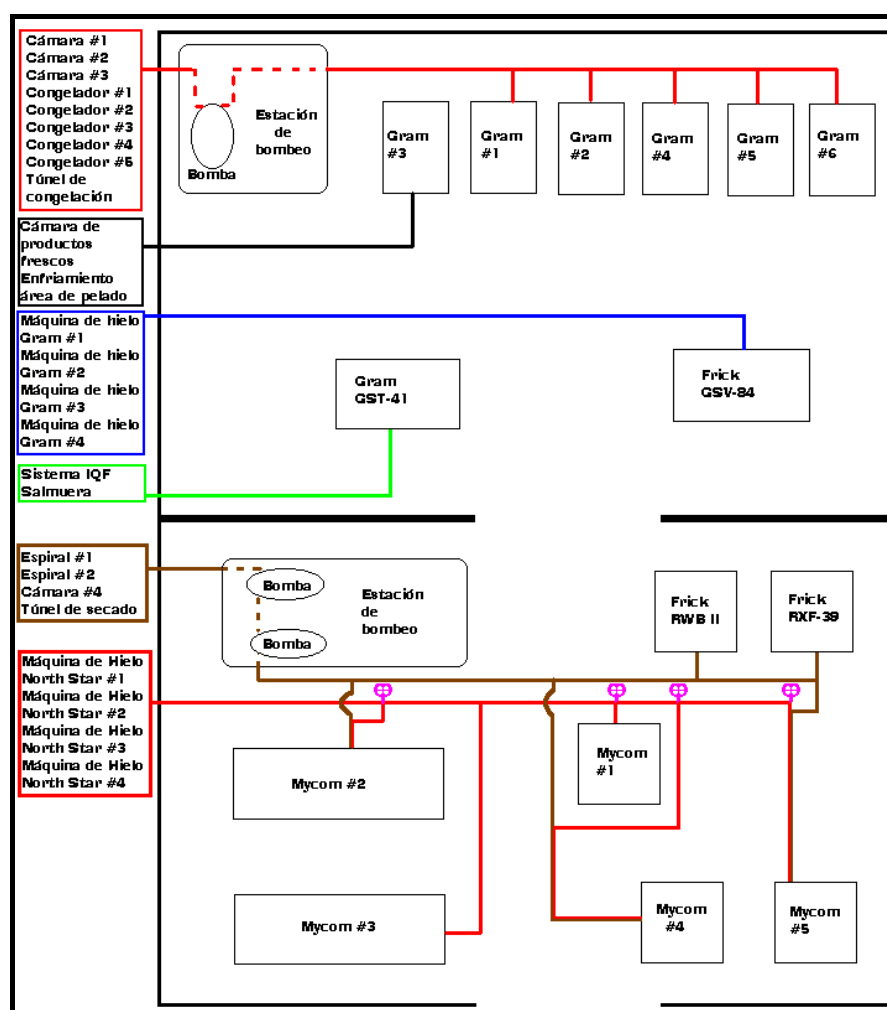 Cámara #1
Cámara #2
Cámara #3
Congelador #1
Congelador #2
Congelador #3
Congelador #4
Congelador #5
Túnel de
congelación
Estación
de
bombeo
Bomba
Gram
#3
Gram
#1
Gram
#2
Gram
#4
Gram
#5
Gram
#6
Cámara de
productos
frescos
Enfriamiento
área de pelado
Máquina de hielo
Gram #1
Máquina de hielo
Gram #2
Máquina de hielo
Gram #3
Máquina de hielo
Gram #4
Gram
GST-41
Frick
GSV-84
Sistema IQF
Salmuera
Espiral #1
Espiral #2
Cámara #4
Túnel de secado
Bomba
Bomba
Estación
de
bombeo
Frick
RWB II
Frick
RXF-39
Máquina de Hielo
North Star #1
Máquina de Hielo
North Star #2
Máquina de Hielo
North Star #3
Máquina de Hielo
North Star #4
Mycom #2
Mycom
#1
Mycom #3
Mycom
#4
Mycom
#5